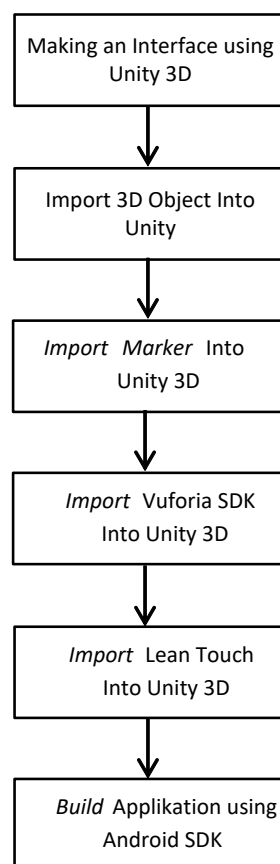 Making an Interface using
Unity 3D
Import 3D Object Into
Unity
Import Marker Into
Unity 3D
Import Vuforia SDK
Into Unity 3D
Import Lean Touch
Into Unity 3D
Build Applikation using
Android SDK